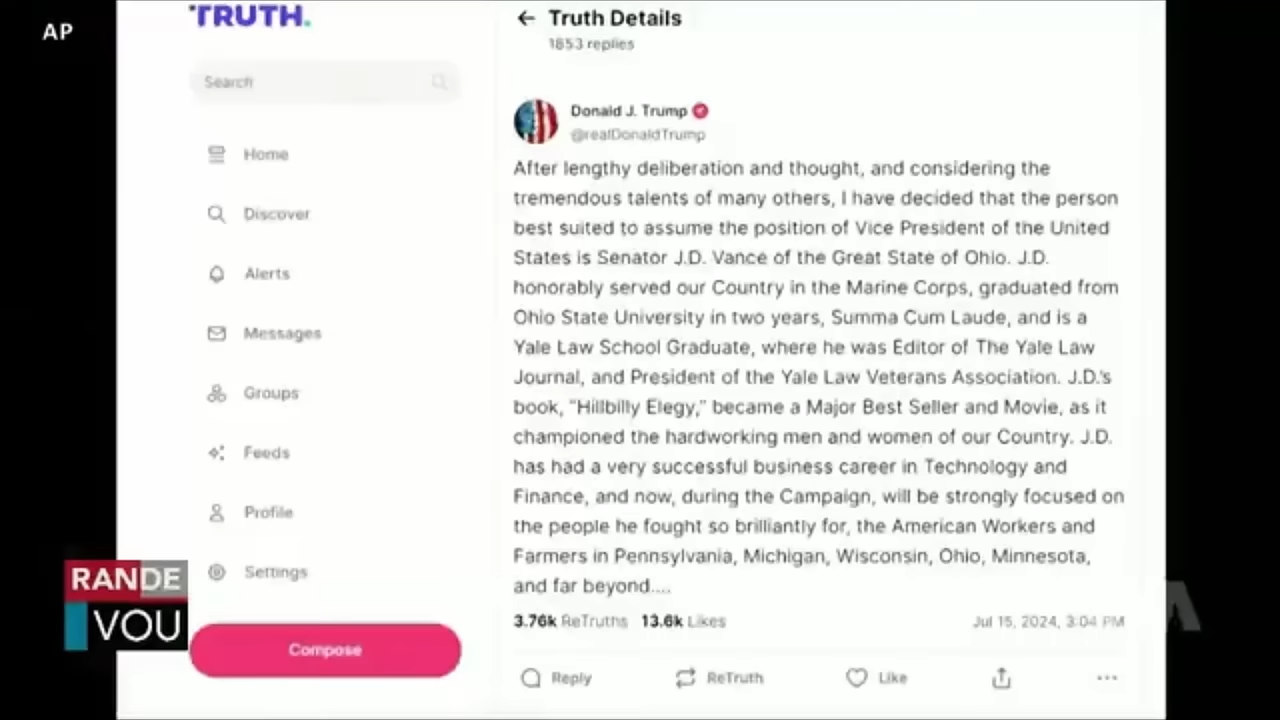 AP
TRUTH.
Search
Home
Discover
Alerts
Messages
Groups
Feeds
Profile
Settings
Compose
Truth Details
1853 replies
Donald J. Trump
@realDonaldTrump
After lengthy deliberation and thought, and considering the
tremendous talents of many others, I have decided that the person
best suited to assume the position of Vice President of the United
States is Senator J.D. Vance of the Great State of Ohio. J.D.
honorably served our Country in the Marine Corps, graduated from
Ohio State University in two years, Summa Cum Laude, and is a
Yale Law School Graduate, where he was Editor of The Yale Law
Journal, and President of the Yale Law Veterans Association. J.D.'s
book, "Hillbilly Elegy," became a Major Best Seller and Movie, as it
championed the hardworking men and women of our Country. J.D.
has had a very successful business career in Technology and
Finance, and now, during the Campaign, will be strongly focused on
the people he fought so brilliantly for, the American Workers and
Farmers in Pennsylvania, Michigan, Wisconsin, Ohio, Minnesota,
and far beyond....
3.76k ReTruths 13.6k Likes Jul 15, 2024, 3:04 PM
Reply ReTruth Like
RANDE
VOU